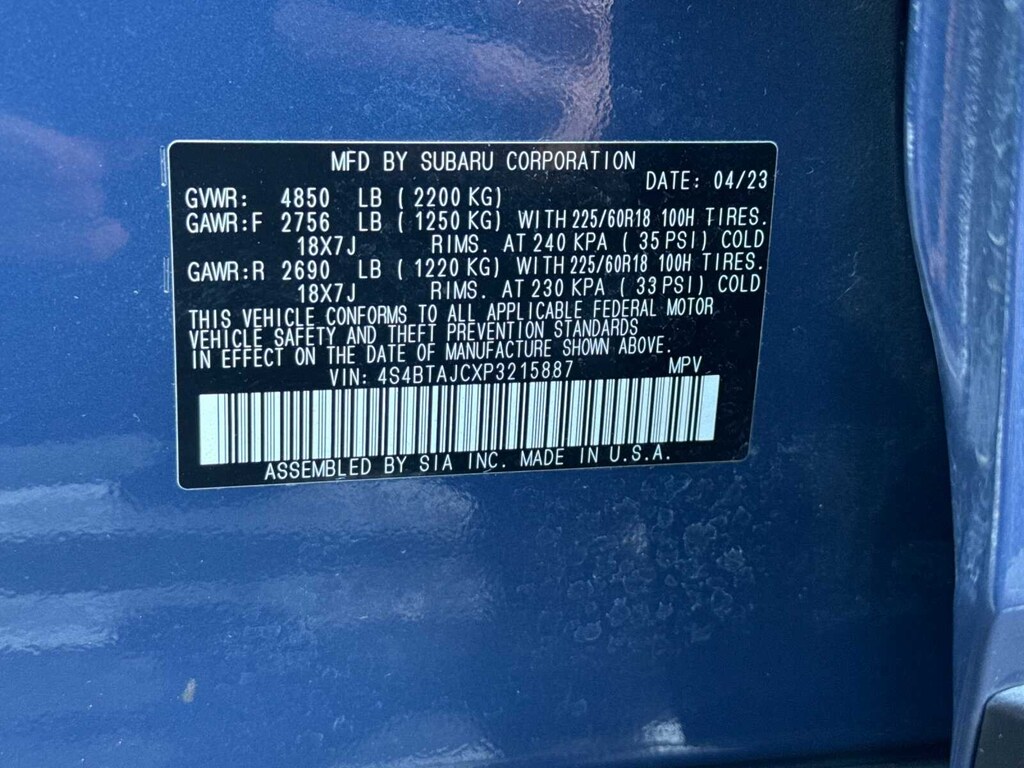 MFD BY SUBARU CORPORATION
DATE: 04/23
GVWR: 4850 LB ( 2200 KG)
GAWR:F 2756 LB ( 1250 KG) WITH 225/60R18 100H TIRES.
18X7J RIMS. AT 240 KPA ( 35 PSI) COLD
GAWR:R 2690 LB ( 1220 KG) WITH 225/60R18 100H TIRES.
18X7J RIMS. AT 230 KPA ( 33 PSI) COLD
THIS VEHICLE CONFORMS TO ALL APPLICABLE FEDERAL MOTOR
VEHICLE SAFETY AND THEFT PREVENTION STANDARDS
IN EFFECT ON THE DATE OF MANUFACTURE SHOWN ABOVE.
VIN: 4S4BTAJCXP3215887 MPV
ASSEMBLED BY SIA INC. MADE IN U.S.A.